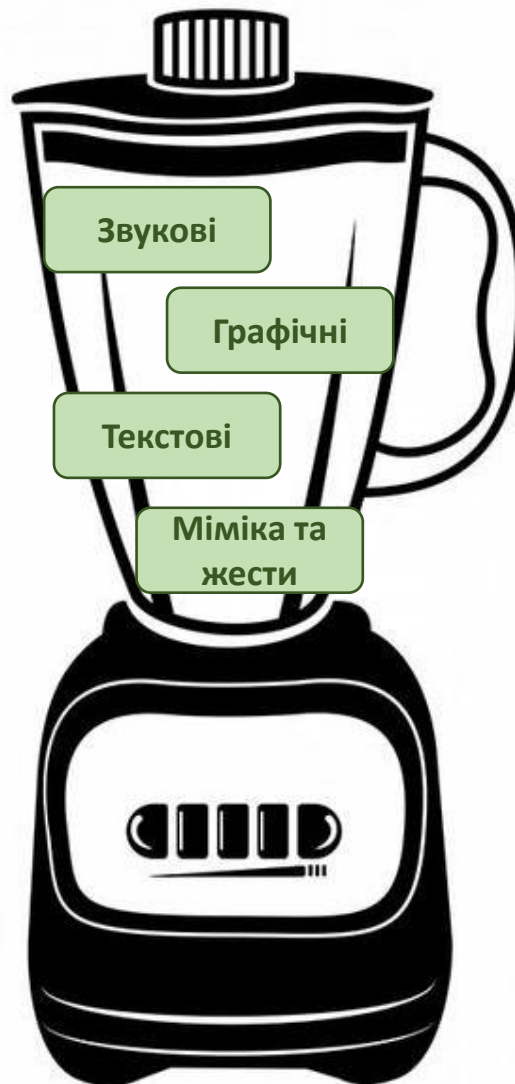 Звукові
Графічні
Текстові
Міміка та
жести